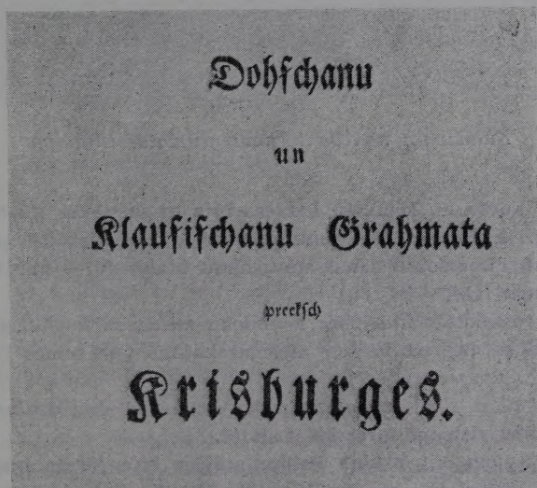 Dohſchanu
un
Klauſiſchanu Grahmata
preekſch
Krisburges.